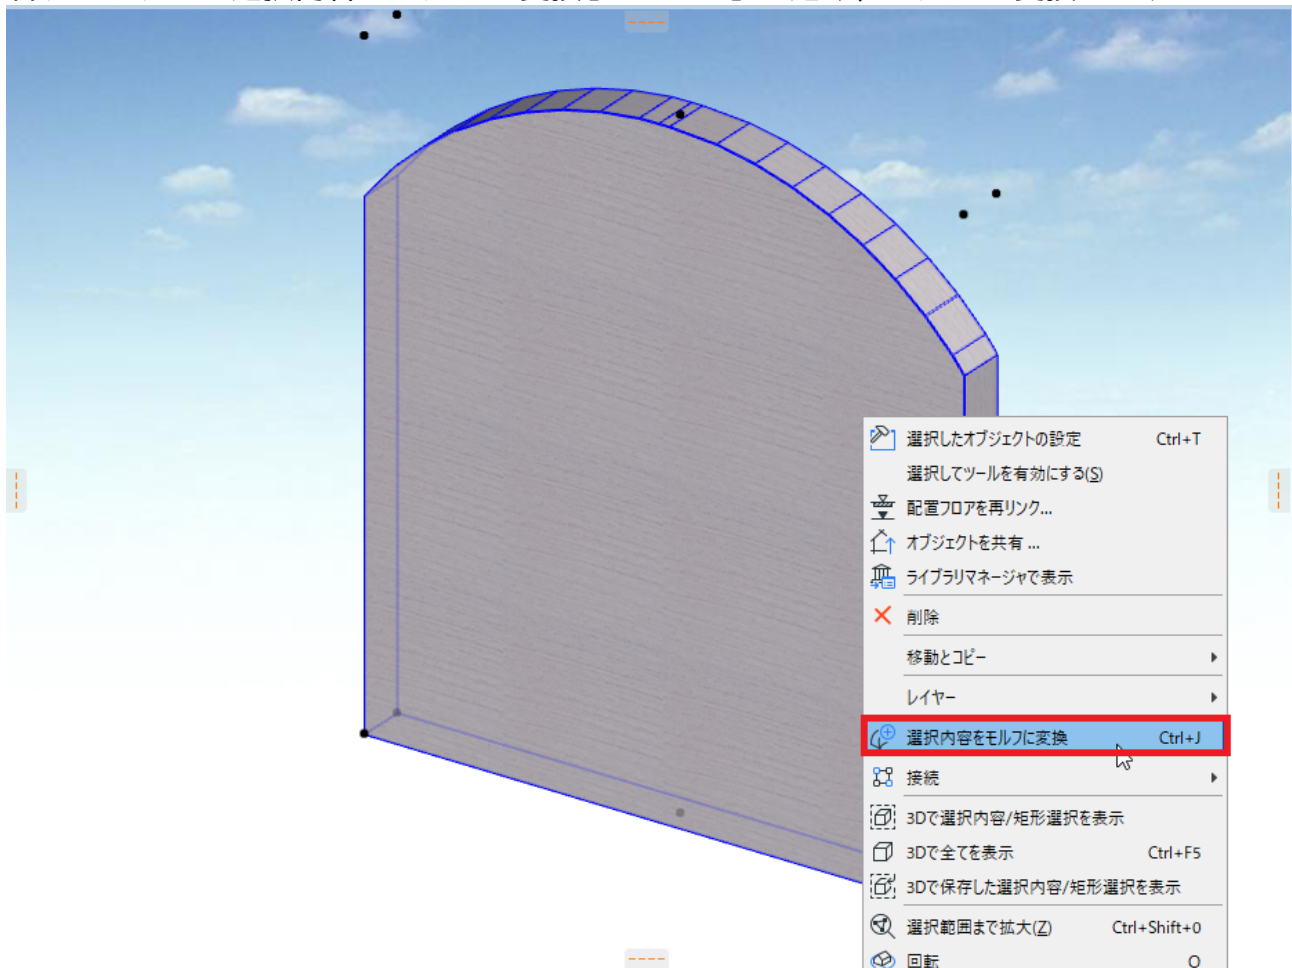 選択したオブジェクトの設定 Ctrl+T
選択してツールを有効にする(S)
配置フロアを再リンク...
オブジェクトを共有 ...
ライブラリマネージャで表示
削除
移動とコピー
レイヤー
選択内容をモルフに変換 Ctrl+J
接続
3Dで選択内容/矩形選択を表示
3Dで全てを表示 Ctrl+F5
3Dで保存した選択内容/矩形選択を表示
選択範囲まで拡大(Z) Ctrl+Shift+0
回転 O